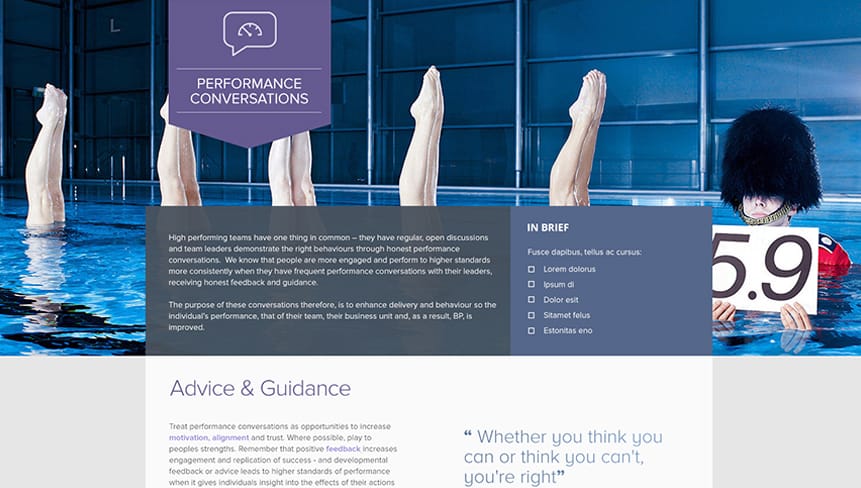 L
PERFORMANCE
CONVERSATIONS
High performing teams have one thing in common – they have regular, open discussions
and team leaders demonstrate the right behaviours through honest performance
conversations.  We know that people are more engaged and perform to higher standards
more consistently when they have frequent performance conversations with their leaders,
receiving honest feedback and guidance.
The purpose of these conversations therefore, is to enhance delivery and behaviour so the
individual's performance, that of their team, their business unit and, as a result, BP, is
improved.
IN BRIEF
Fusce dapibus, tellus ac cursus:
Lorem dolorus
Ipsum di
Dolor esit
Sitamet felus
Estonitas eno
5.9
Advice & Guidance
Treat performance conversations as opportunities to increase
motivation, alignment and trust. Where possible, play to
peoples strengths. Remember that positive feedback increases
engagement and replication of success - and developmental
feedback or advice leads to higher standards of performance
when it gives individuals insight into the effects of their actions
“ Whether you think you
can or think you can't,
you're right”